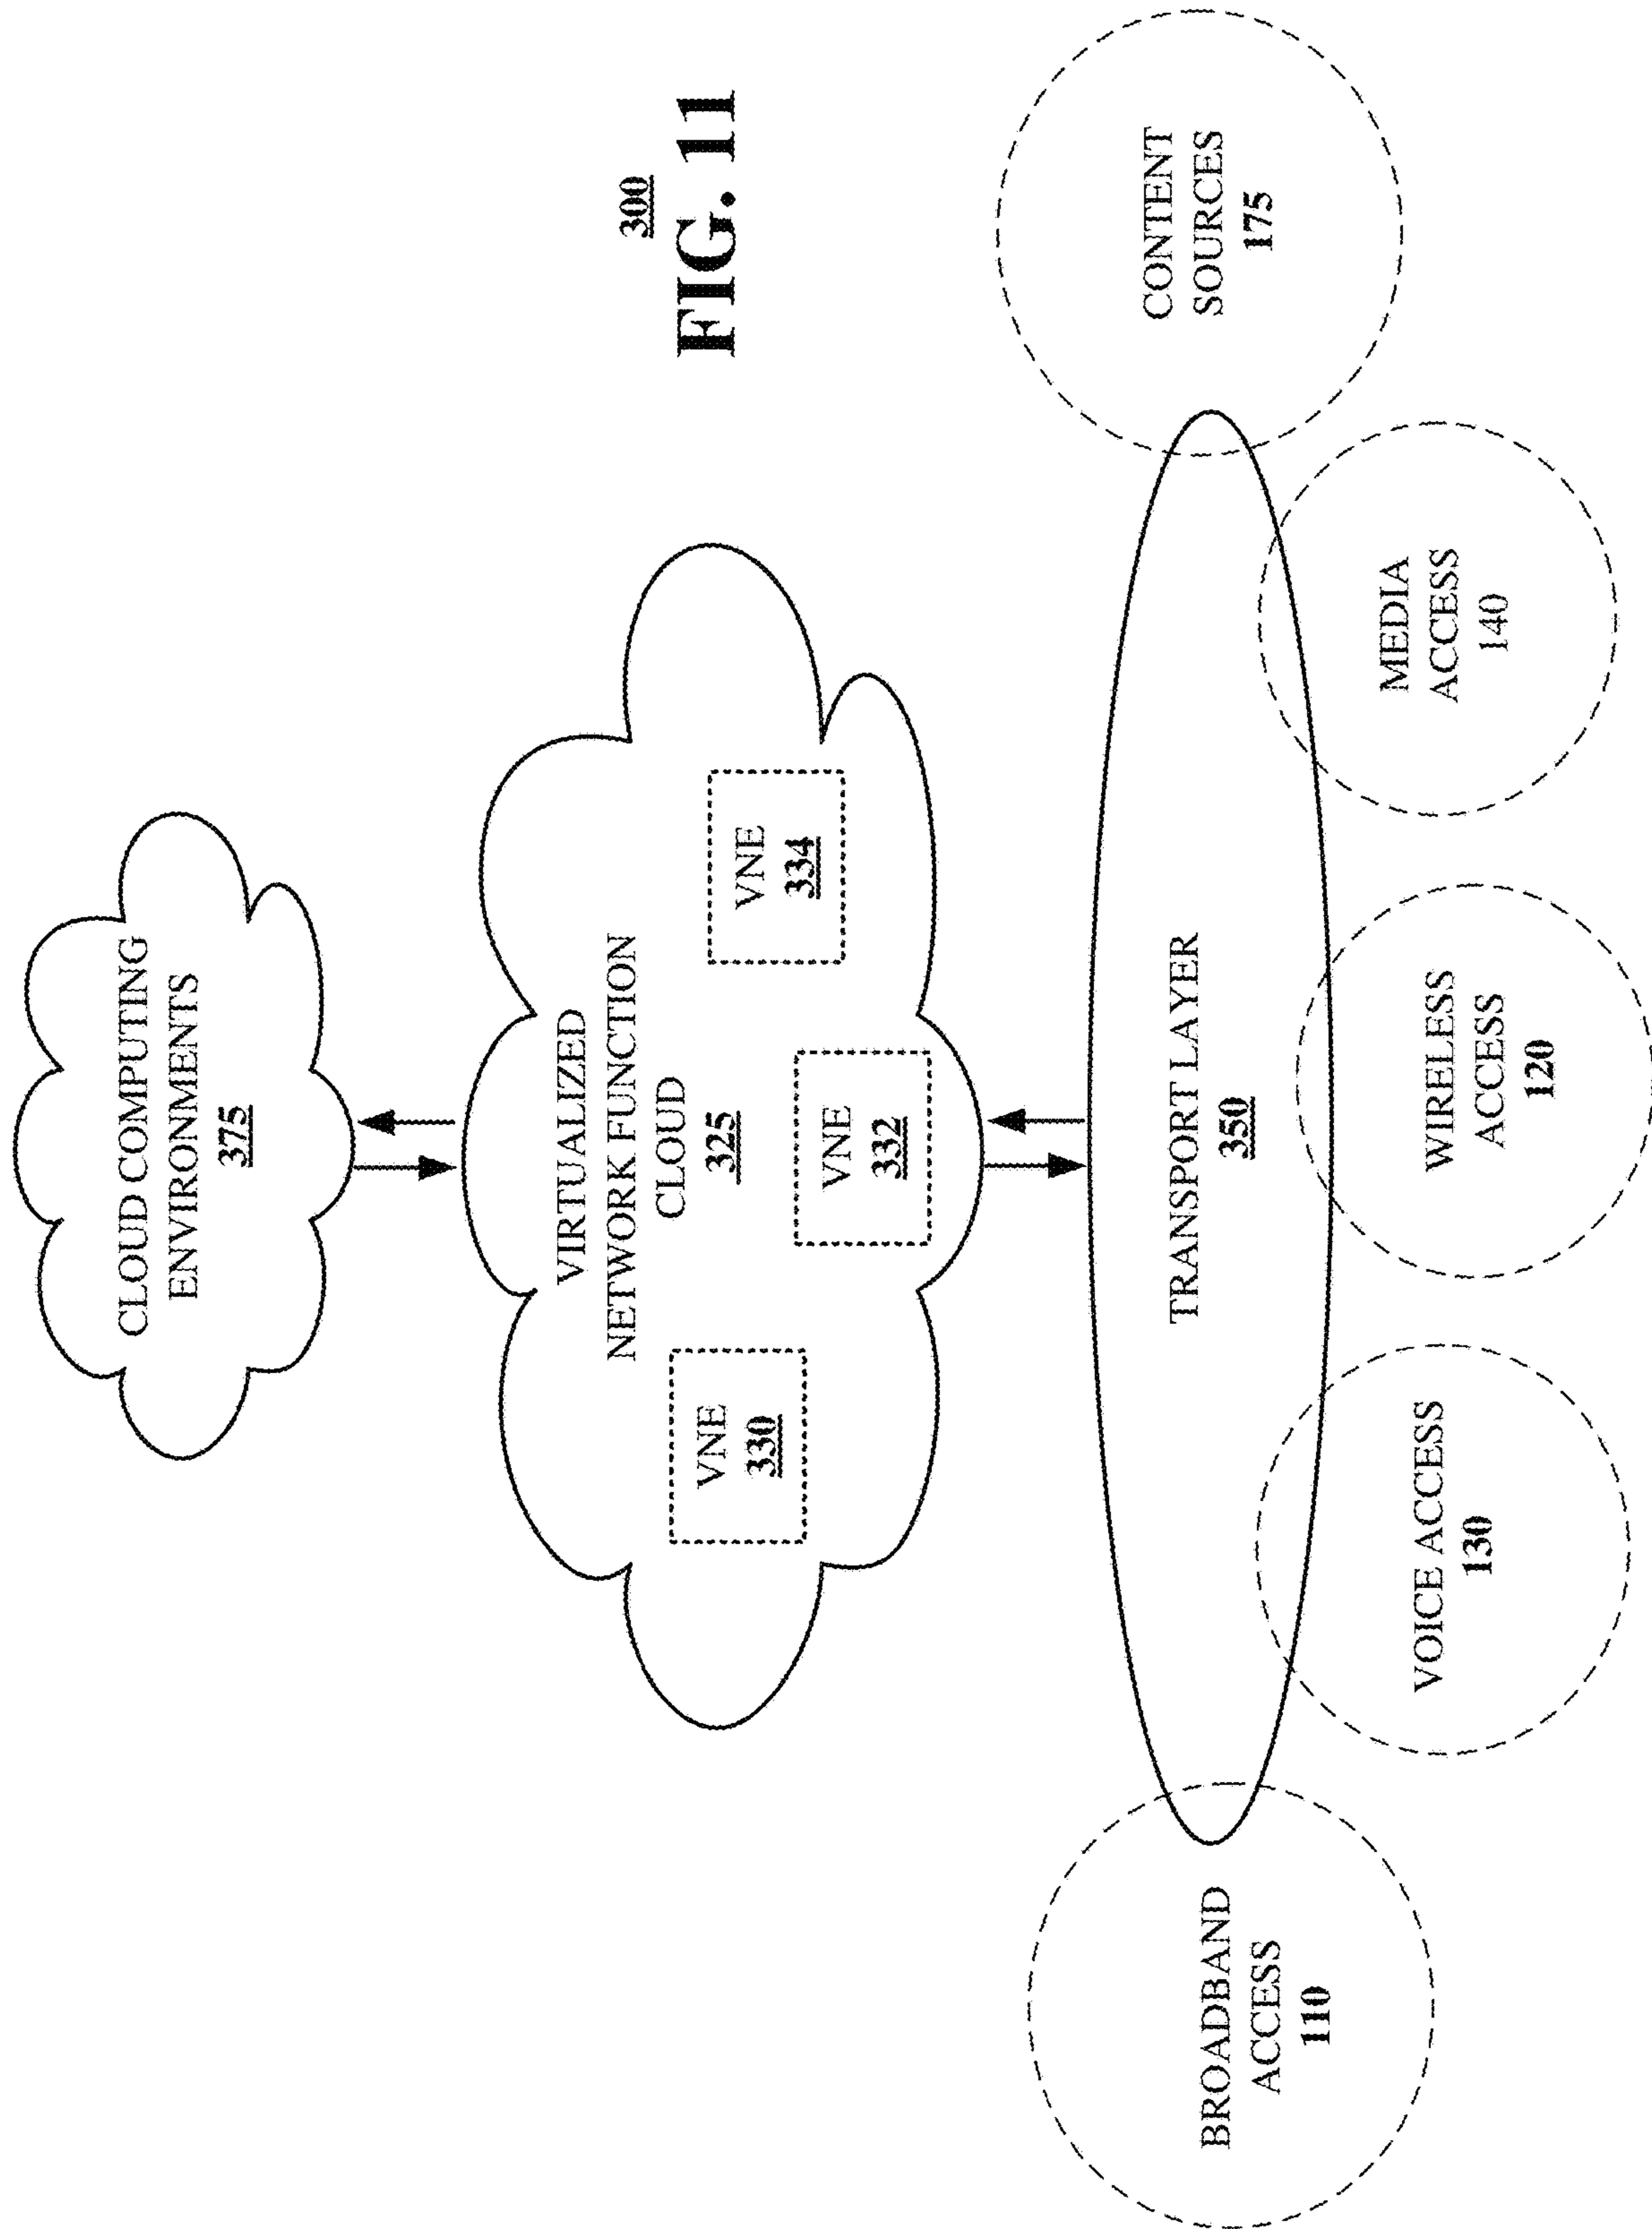 CLOUD COMPUTING
ENVIRONMENTS
375
VIRTUALIZED
NETWORK FUNCTION
CLOUD
325
VNE
330
VNE
332
VNE
334
300
FIG. 11
TRANSPORT LAYER
350
BROADBAND
ACCESS
110
VOICE ACCESS
130
WIRELESS
ACCESS
120
MEDIA
ACCESS
140
CONTENT
SOURCES
175